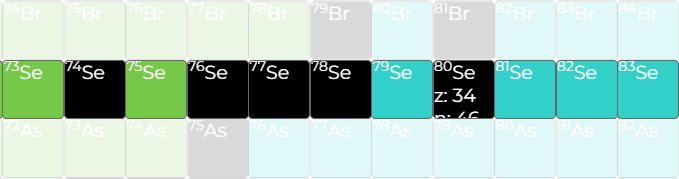 74Br 75Br 76Br 77Br 78Br 79Br 80Br 81Br 82Br 83Br 84Br
73Se 74Se 75Se 76Se 77Se 78Se 79Se 80Se 81Se 82Se 83Se
z: 34
n: 46
72As 73As 74As 75As 76As 77As 78As 79As 80As 81As 82As